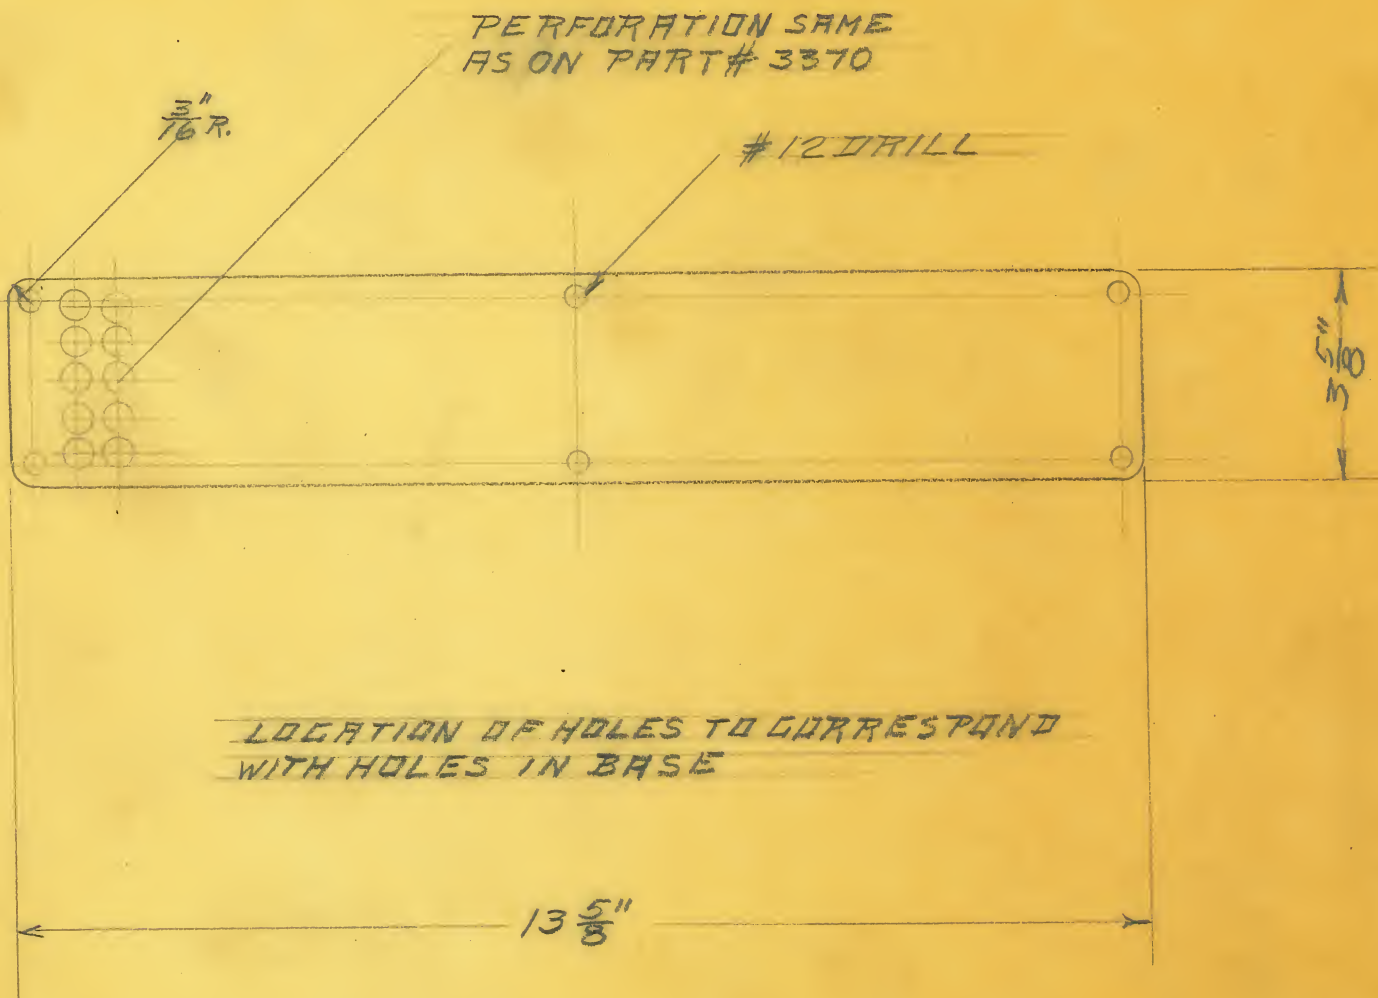 PERFORATION SAME
AS ON PART # 3370
3/16" R.
#12 DRILL
3 5/8"
LOCATION OF HOLES TO CORRESPOND
WITH HOLES IN BASE
13 5/8"